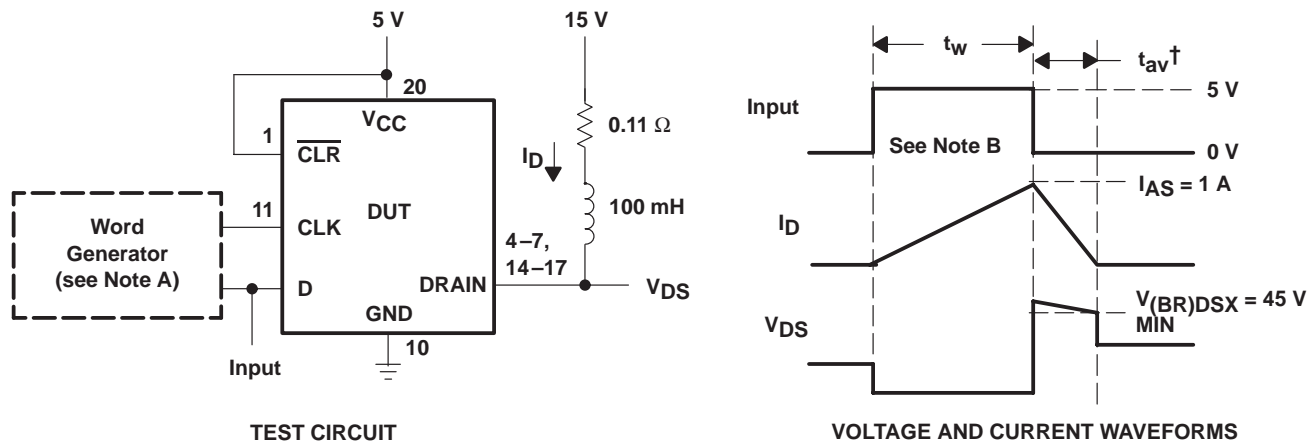 5 V
15 V
20
VCC
1
CLR
0.11 Ω
ID
Word
Generator
(see Note A)
11
CLK
DUT
100 mH
4–7,
14–17
D
DRAIN
VDS
GND
10
Input
TEST CIRCUIT
tw
tav†
Input
5 V
See Note B
0 V
IAS = 1 A
ID
V(BR)DSX = 45 V
MIN
VDS
VOLTAGE AND CURRENT WAVEFORMS